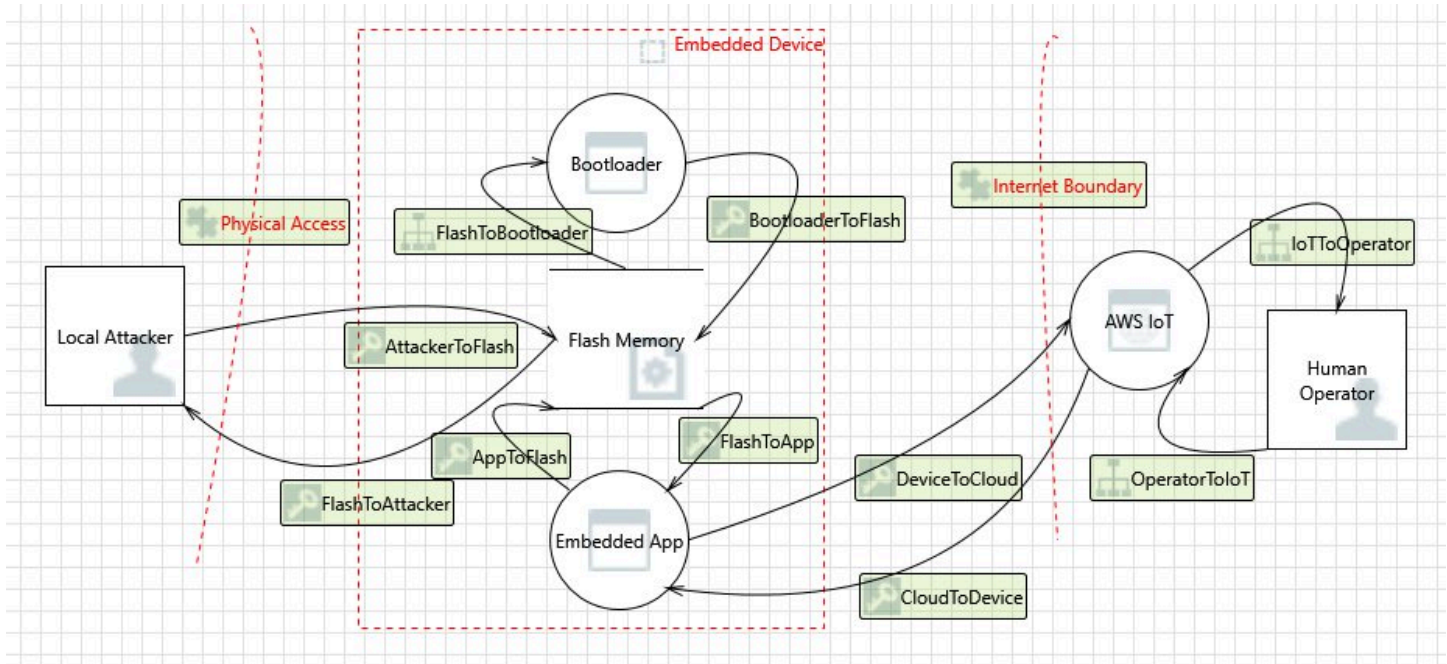 Embedded Device
Bootloader
Physical Access
FlashToBootloader
BootloaderToFlash
Internet Boundary
IoTToOperator
Local Attacker
AttackerToFlash
Flash Memory
AWS IoT
Human
Operator
AppToFlash
FlashToApp
FlashToAttacker
DeviceToCloud
OperatorToIoT
Embedded App
CloudToDevice